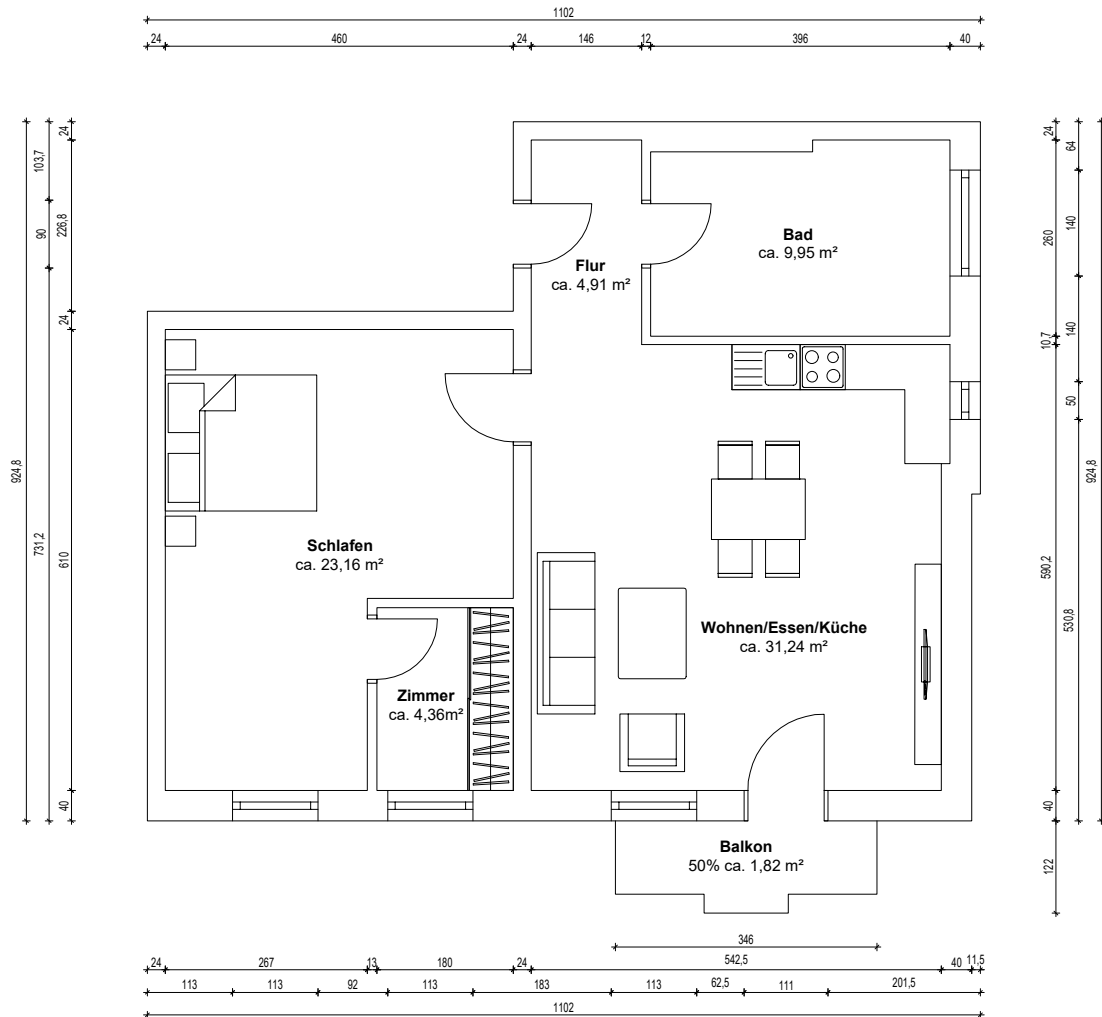 1102
24 460 24 146 12 396 40
24
103,7
226,8
90
24
924,8
731,2
610
40
24
64
140
260
140
10,7
50
924,8
590,2
530,8
40
122
Bad
ca. 9,95 m²
Flur
ca. 4,91 m²
Schlafen
ca. 23,16 m²
Wohnen/Essen/Küche
ca. 31,24 m²
Zimmer
ca. 4,36m²
Balkon
50% ca. 1,82 m²
346
24 267 13 180 24 542,5 40 11,5
113 113 92 113 183 113 62,5 111 201,5
1102